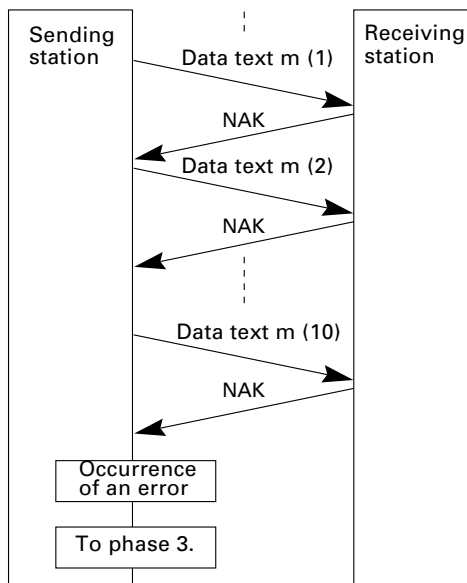 Sending
station
Receiving
station
Data text m (1)
NAK
Data text m (2)
NAK
Data text m (10)
NAK
Occurrence
of an error
To phase 3.